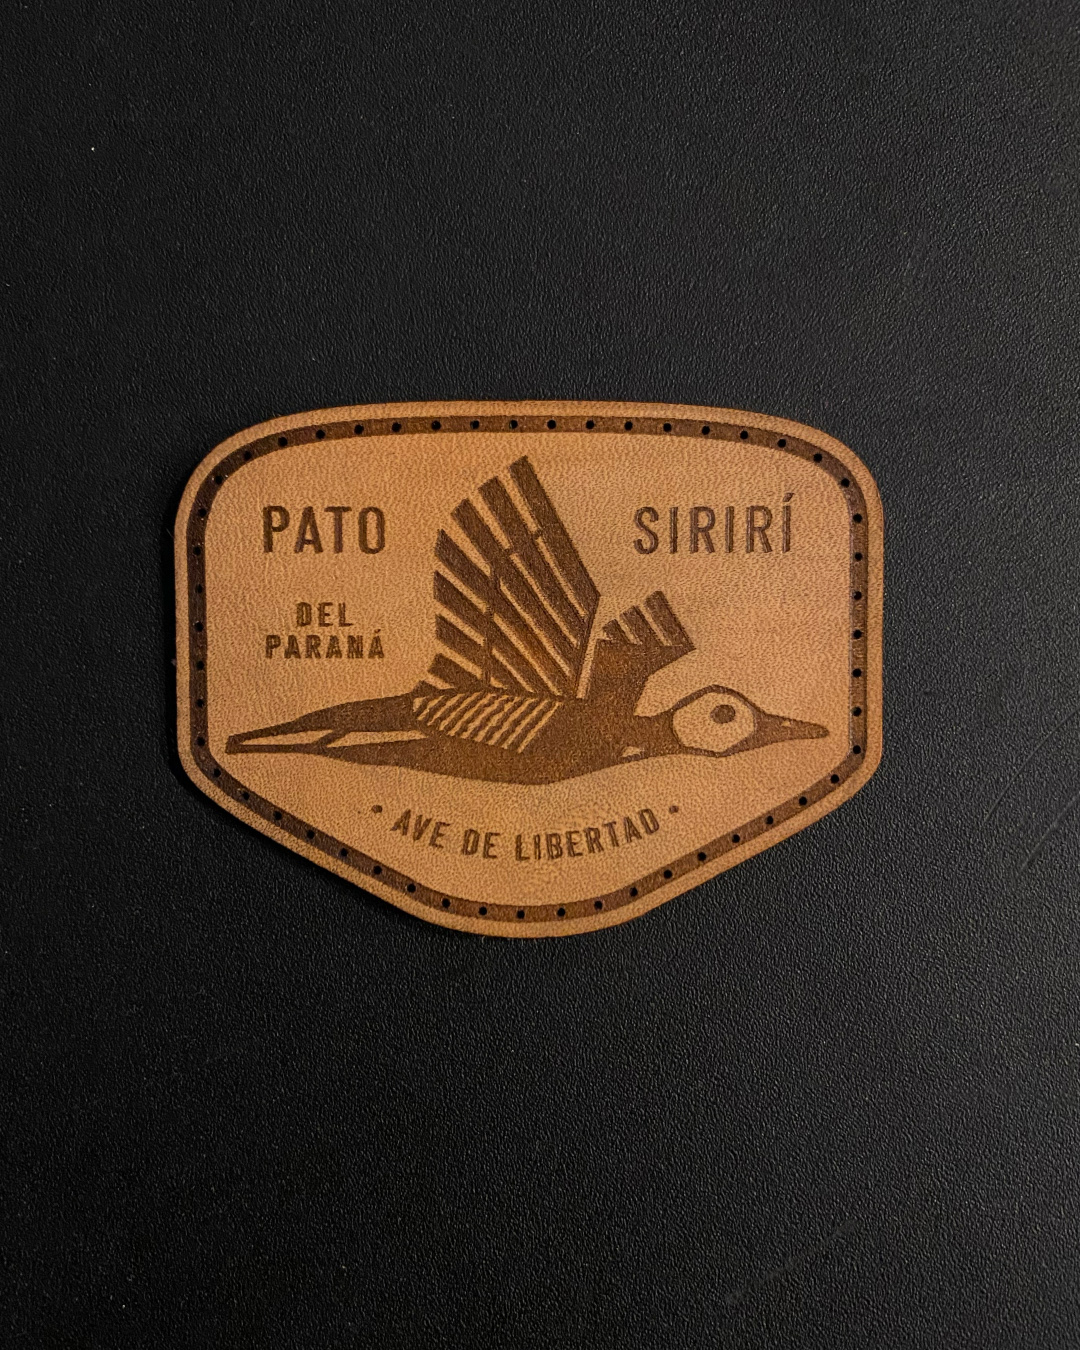 PATO SIRIRÍ
DEL
PARANÁ
• AVE DE LIBERTAD •